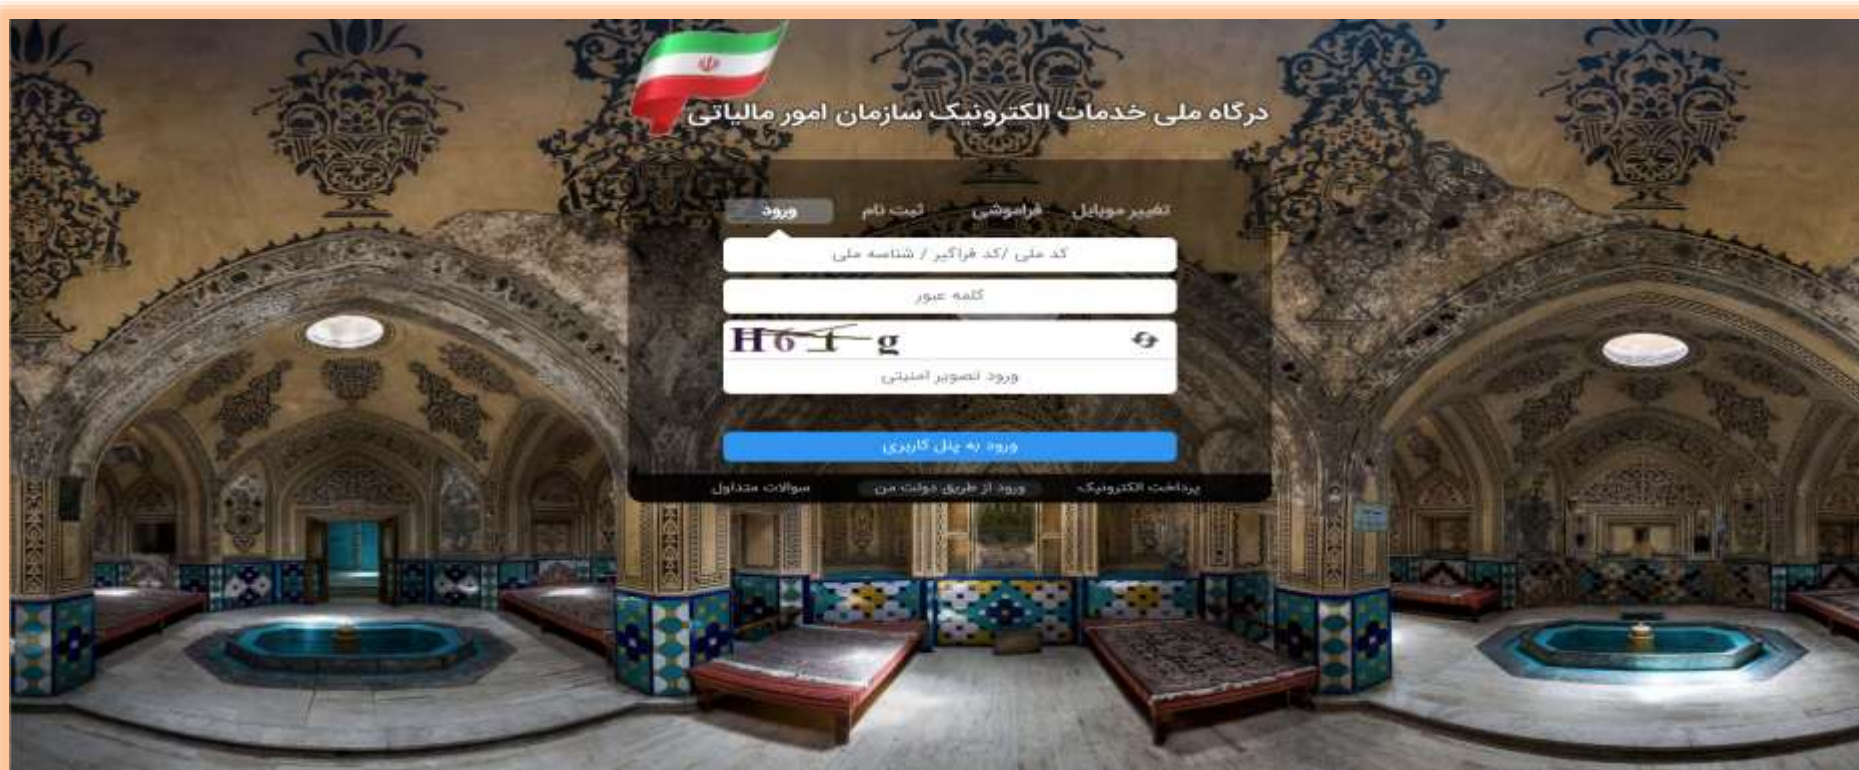 درگاه ملی خدمات الکترونیک سازمان امور مالیاتی
تغییر موبایل فراموشی ثبت نام ورود
کد ملی /کد فراگیر / شناسه ملی
کلمه عبور
H61g
ورود تصویر امنیتی
ورود به پنل کاربری
پرداخت الکترونیک ورود از طریق دولت من سوالات متداول